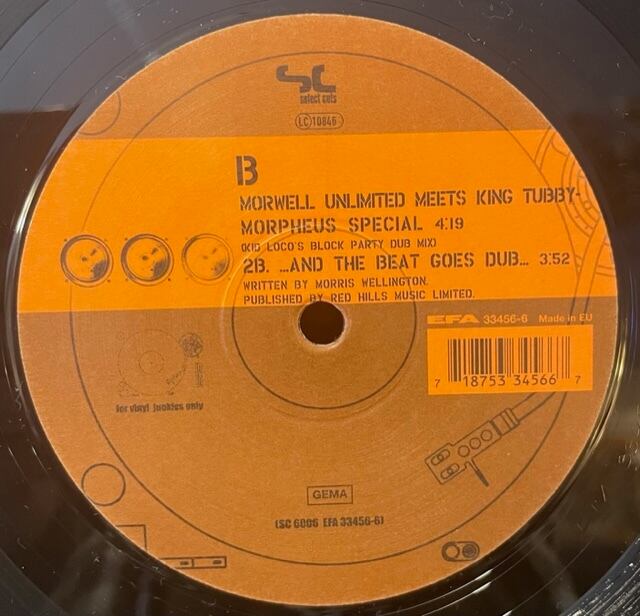 SC
select cuts
LC 10846
B
MORWELL UNLIMITED MEETS KING TUBBY-
MORPHEUS SPECIAL 4:19
(KID LOCO'S BLOCK PARTY DUB MIX)
2B. ...AND THE BEAT GOES DUB... 3:52
WRITTEN BY MORRIS WELLINGTON.
PUBLISHED BY RED HILLS MUSIC LIMITED.
EFA 33456-6 Made in EU
7 18753 34566 7
for vinyl junkies only
GEMA
(SC 6006 EFA 33456-6)